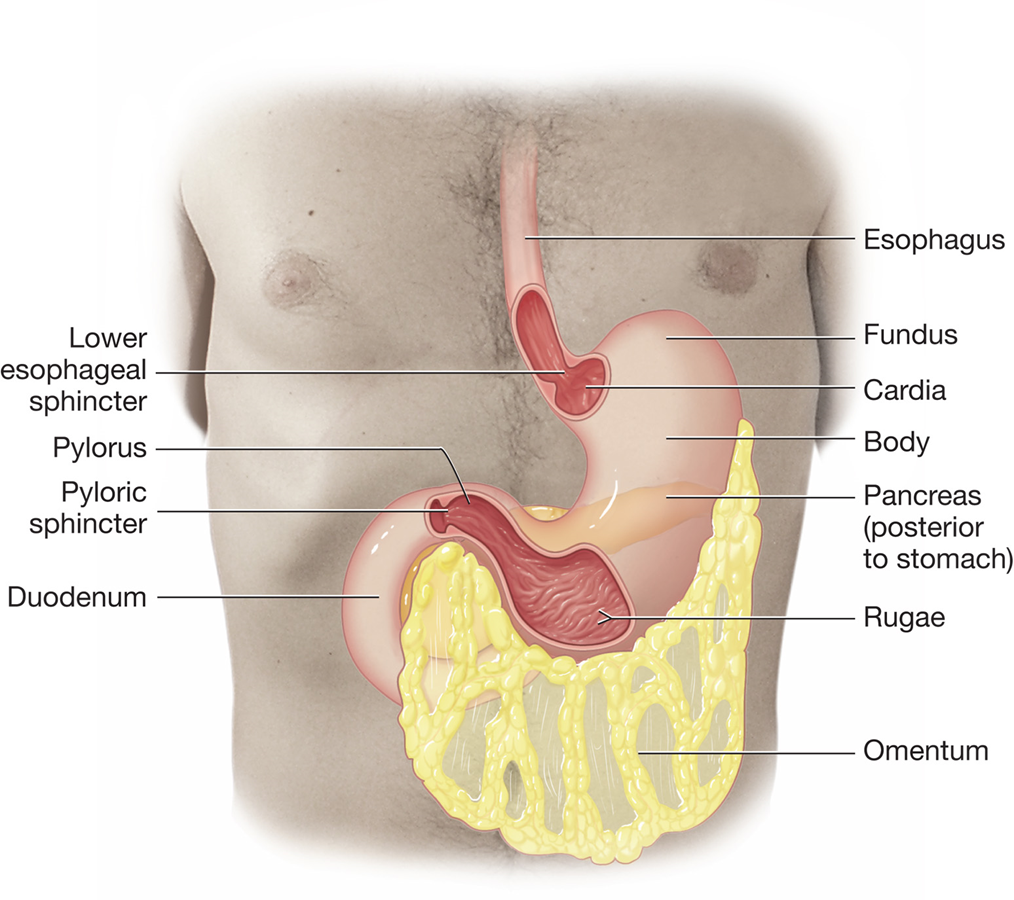 Esophagus
Lower
esophageal
sphincter
Fundus
Cardia
Pylorus
Body
Pyloric
sphincter
Pancreas
(posterior
to stomach)
Duodenum
Rugae
Omentum